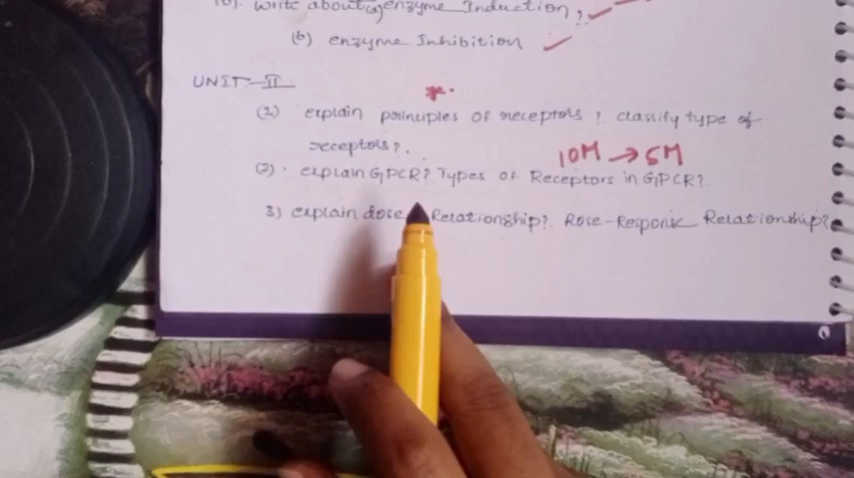 (6). Write about (a) enzyme Induction?
(b) enzyme Inhibition
UNIT-II
(1) explain principles of receptors? classify type of
receptors?.
10M → 5M
(2). explain GPCR? Types of Receptors in GPCR?.
3) explain dose Relationship? Rose-Response Relationship?